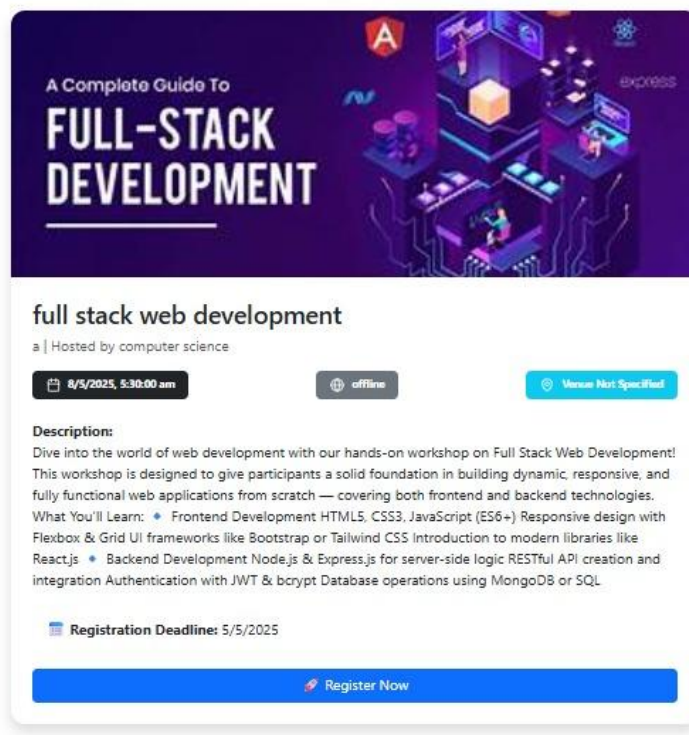 A Complete Guide To
FULL-STACK
DEVELOPMENT
express
full stack web development
a | Hosted by computer science
8/5/2025, 5:30:00 am
offline
Venue Not Specified
Description:
Dive into the world of web development with our hands-on workshop on Full Stack Web Development!
This workshop is designed to give participants a solid foundation in building dynamic, responsive, and
fully functional web applications from scratch — covering both frontend and backend technologies.
What You'll Learn: 🔹 Frontend Development HTML5, CSS3, JavaScript (ES6+) Responsive design with
Flexbox & Grid UI frameworks like Bootstrap or Tailwind CSS Introduction to modern libraries like
React.js 🔹 Backend Development Node.js & Express.js for server-side logic RESTful API creation and
integration Authentication with JWT & bcrypt Database operations using MongoDB or SQL
Registration Deadline: 5/5/2025
🚀 Register Now